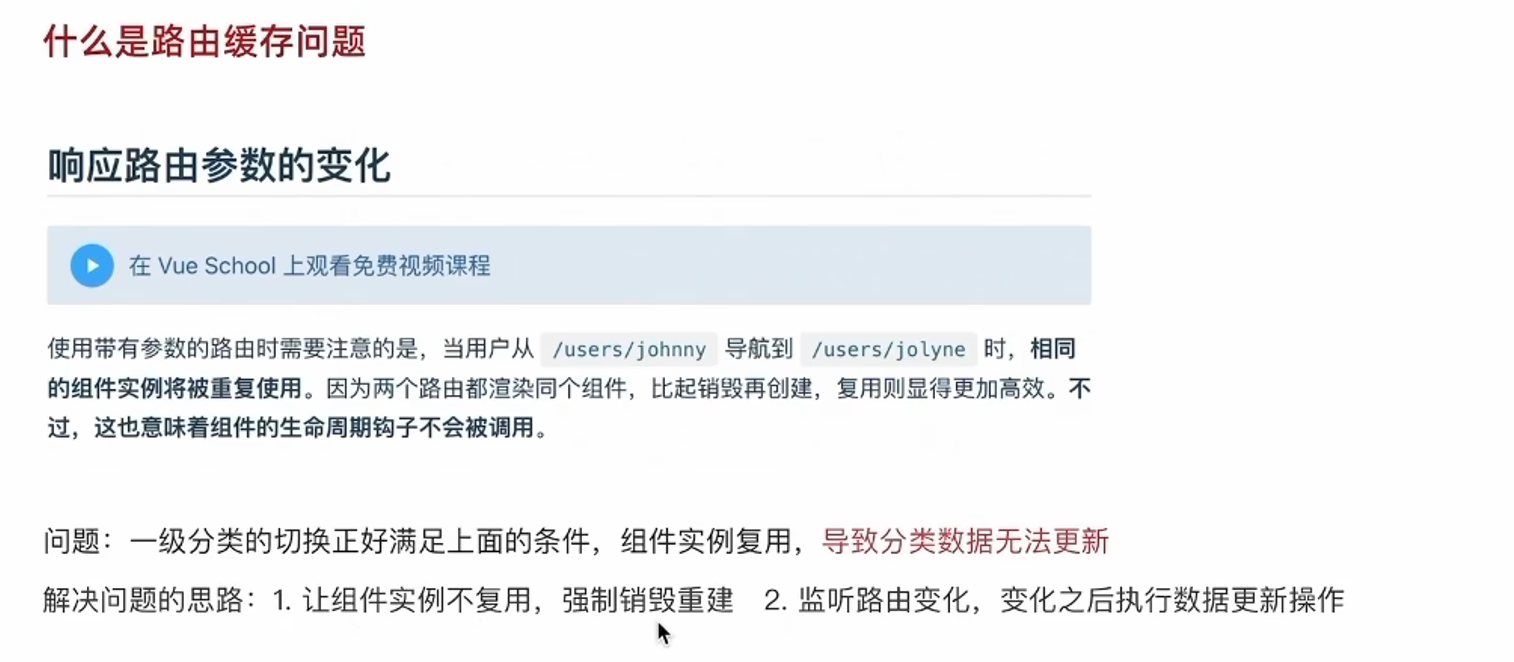 什么是路由缓存问题
响应路由参数的变化
在 Vue School 上观看免费视频课程
使用带有参数的路由时需要注意的是，当用户从 /users/johnny 导航到 /users/jolyne 时，相同
的组件实例将被重复使用。因为两个路由都渲染同个组件，比起销毁再创建，复用则显得更加高效。不
过，这也意味着组件的生命周期钩子不会被调用。
问题：一级分类的切换正好满足上面的条件，组件实例复用，导致分类数据无法更新
解决问题的思路：1. 让组件实例不复用，强制销毁重建 2. 监听路由变化，变化之后执行数据更新操作